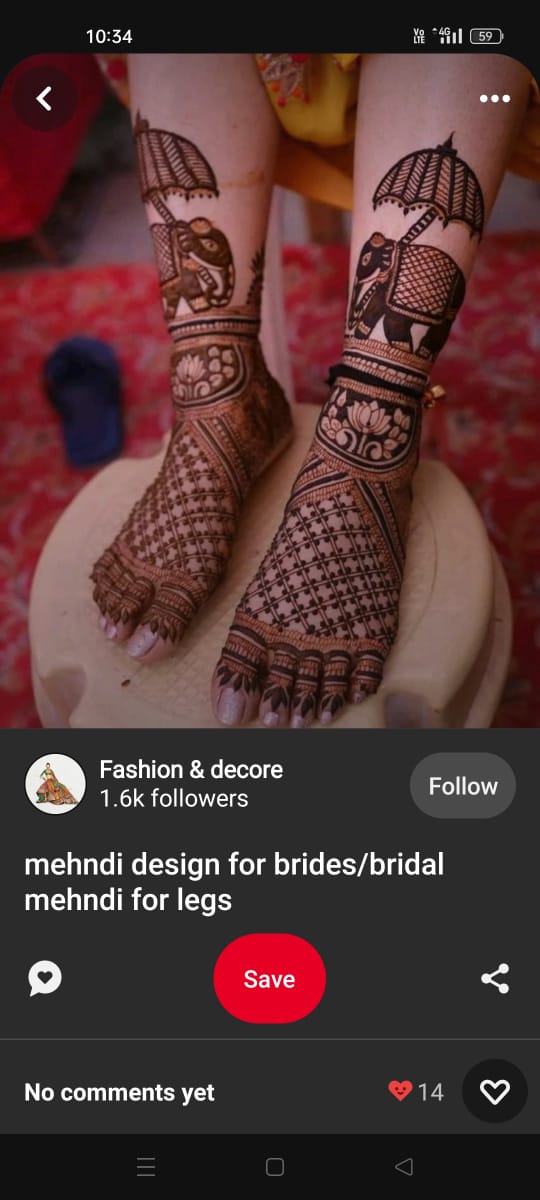 10:34
Vo LTE 4G 59
Fashion & decore
1.6k followers
Follow
mehndi design for brides/bridal
mehndi for legs
Save
No comments yet
14